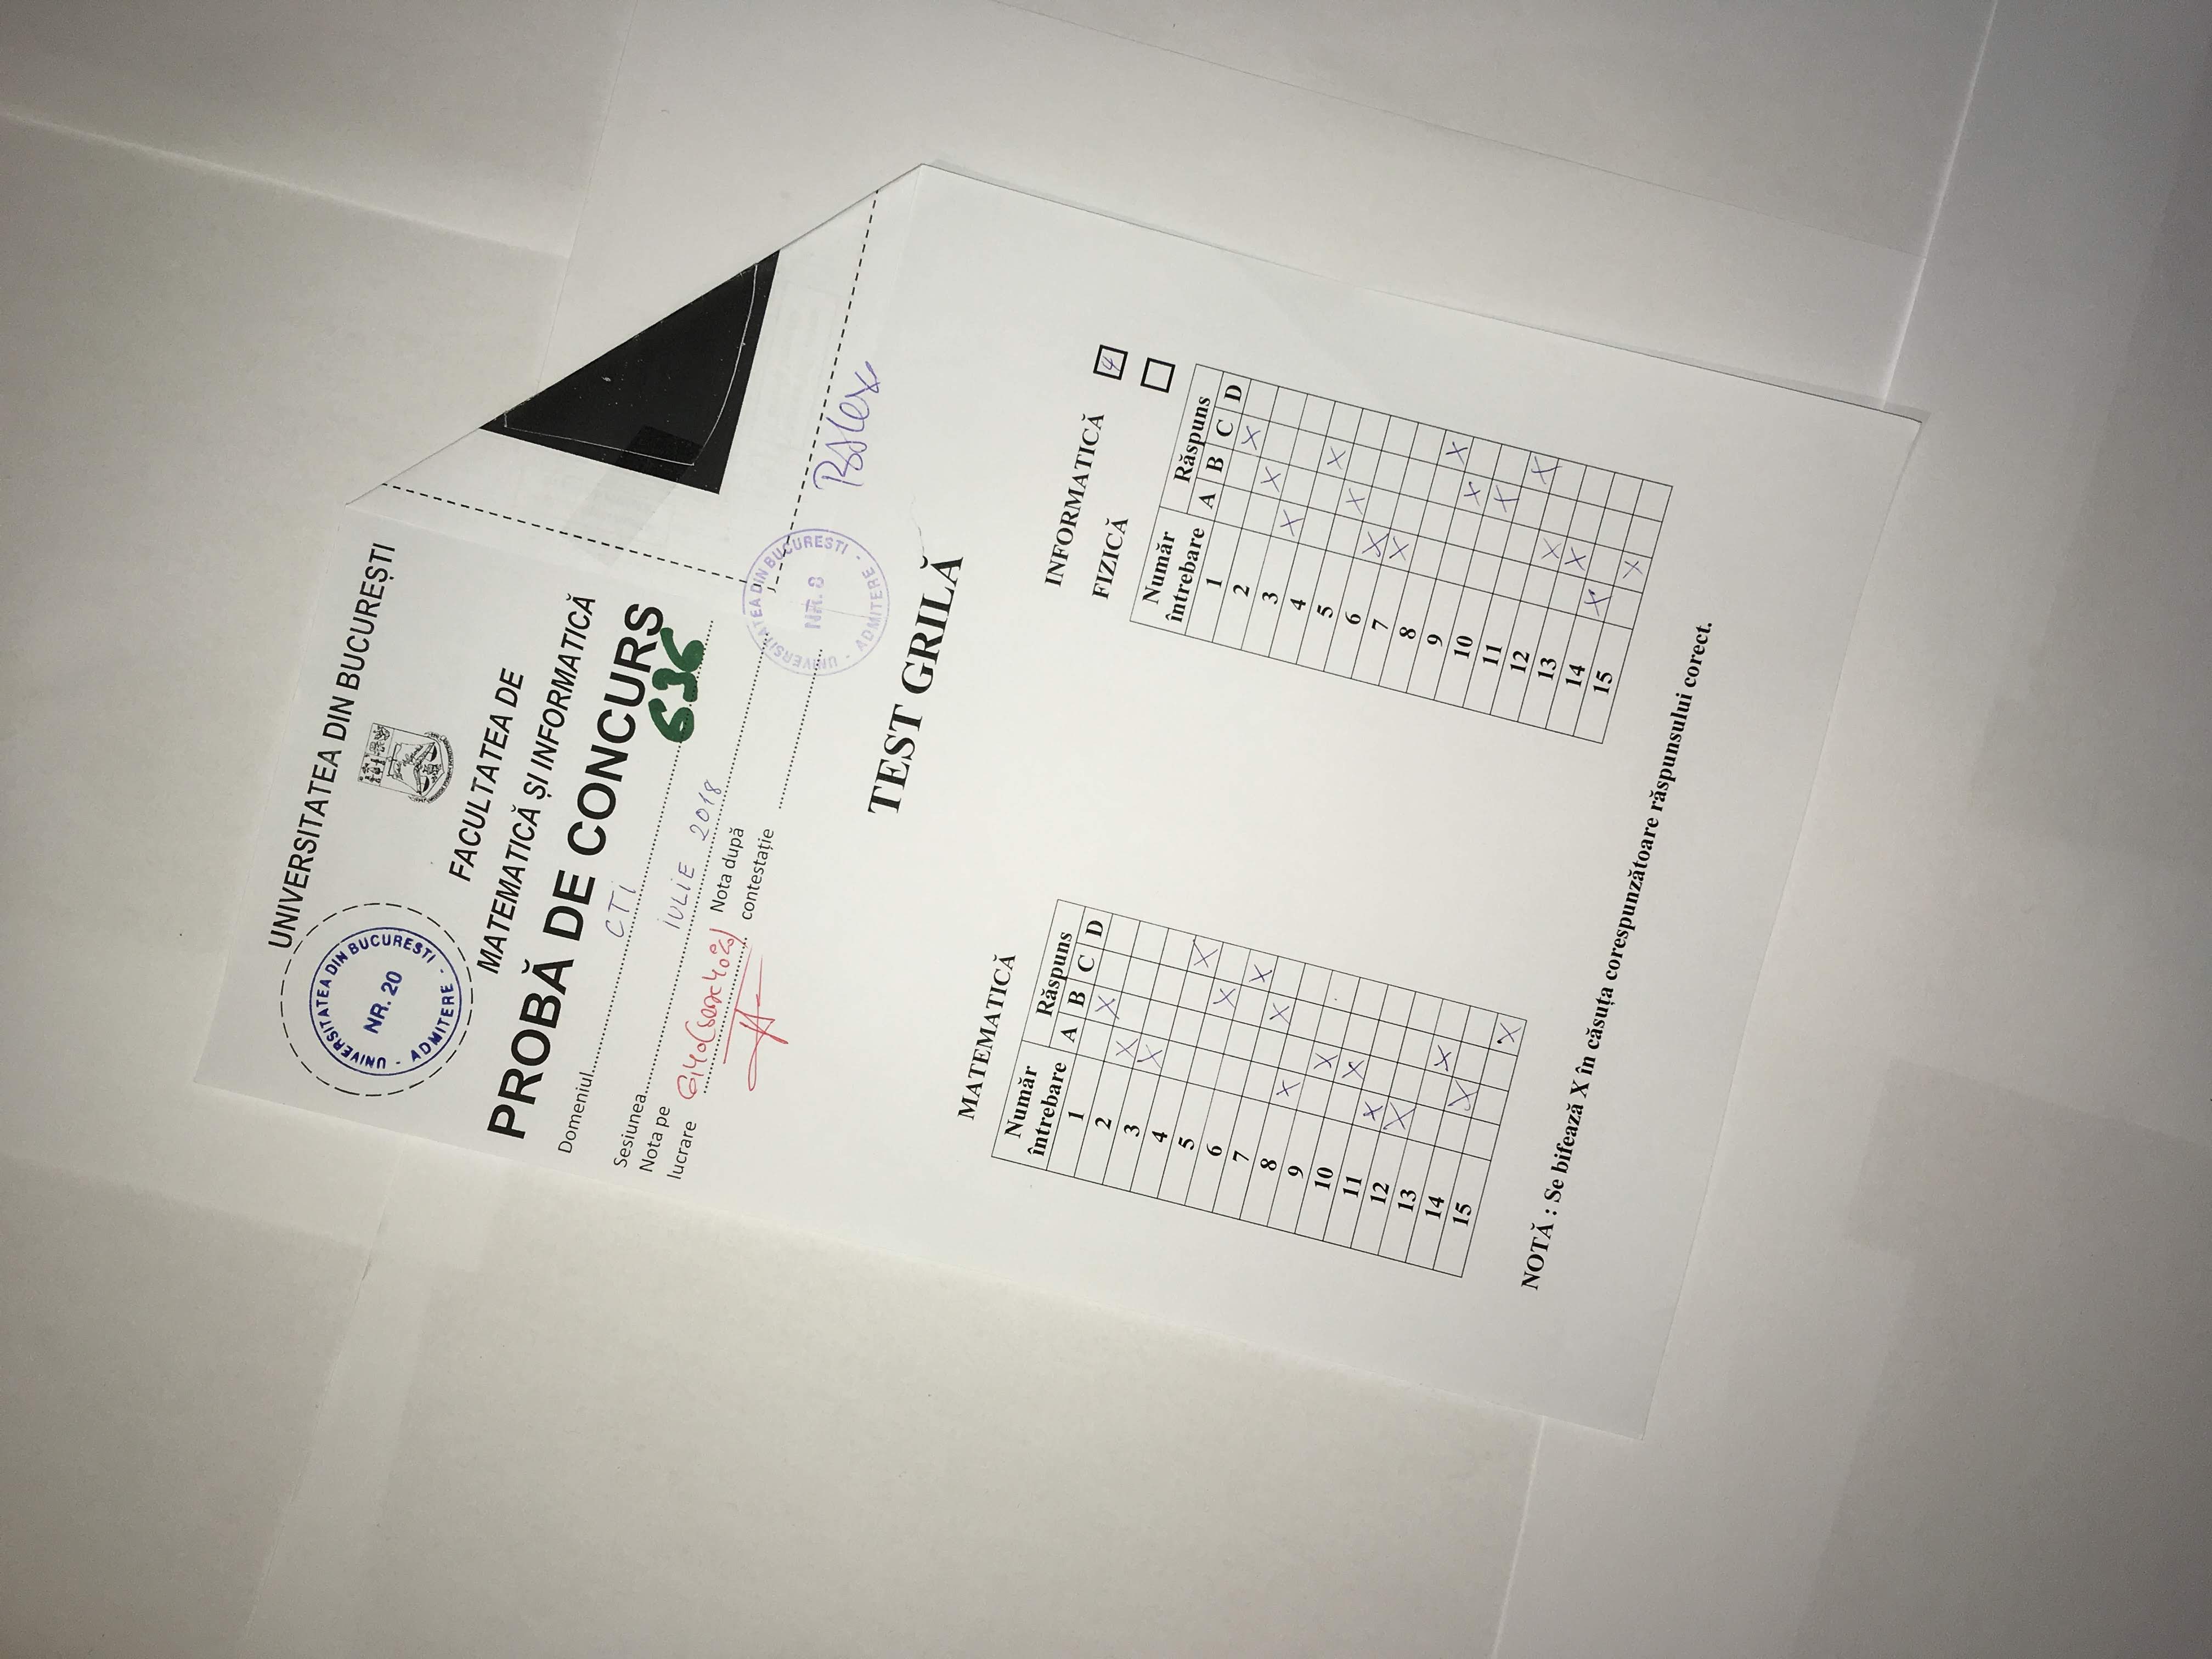 UNIVERSITATEA DIN BUCUREȘTI
- UNIVERSITATEA DIN BUCUREȘTI -
NR. 20
ADMITERE
FACULTATEA DE
MATEMATICĂ ȘI INFORMATICĂ
PROBĂ DE CONCURS
Domeniul CTI
636
Sesiunea IULIE 2018
Nota pe
lucrare 6,40 (șase 40%)
Nota după
contestație
UNIVERSITATEA DIN BUCUREȘTI
NR. 8
- ADMITERE -
TEST GRILĂ
MATEMATICĂ
Număr întrebare Răspuns
A B C D
1 X
2 X
3 X
4 X
5 X
6 X
7 X
8 X
9 X
10 X
11 X
12 X
13 X
14 X
15 X
INFORMATICĂ 4
FIZICĂ
Număr întrebare Răspuns
A B C D
1 X
2 X
3 X
4 X
5 X
6 X
7 X
8 X
9 X
10 X
11 X
12 X
13 X
14 X
15 X
NOTĂ : Se bifează X în căsuța corespunzătoare răspunsului corect.